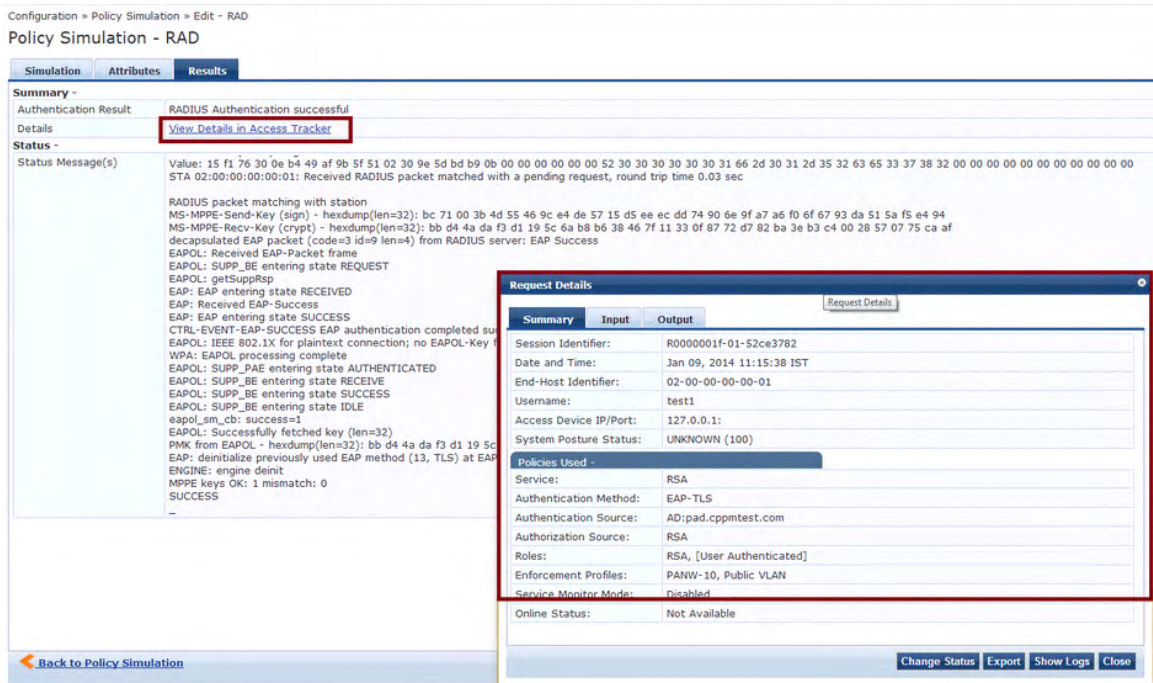 Configuration » Policy Simulation » Edit - RAD
Policy Simulation - RAD
Simulation Attributes Results
Summary -
Authentication Result RADIUS Authentication successful
Details View Details in Access Tracker
Status -
Status Message(s)
Value: 15 f1 76 30 0e b4 49 af 9b 5f 51 02 30 9e 5d bd b9 0b 00 00 00 00 00 00 52 30 30 30 30 30 30 31 66 2d 30 31 2d 35 32 63 65 33 37 38 32 00 00 00 00 00 00 00 00 00 00 00 00
STA 02:00:00:00:00:01: Received RADIUS packet matched with a pending request, round trip time 0.03 sec
RADIUS packet matching with station
MS-MPPE-Send-Key (sign) - hexdump(len=32): bc 71 00 3b 4d 55 46 9c e4 de 57 15 d5 ee ec dd 74 90 6e 9f a7 a6 f0 6f 67 93 da 51 5a f5 e4 94
MS-MPPE-Recv-Key (crypt) - hexdump(len=32): bb d4 4a da f3 d1 19 5c 6a b8 b6 38 46 7f 11 33 0f 87 72 d7 82 ba 3e b3 c4 00 28 57 07 75 ca af
decapsulated EAP packet (code=3 id=9 len=4) from RADIUS server: EAP Success
EAPOL: Received EAP-Packet frame
EAPOL: SUPP_BE entering state REQUEST
EAPOL: getSuppRsp
EAP: EAP entering state RECEIVED
EAP: Received EAP-Success
EAP: EAP entering state SUCCESS
CTRL-EVENT-EAP-SUCCESS EAP authentication completed
EAPOL: IEEE 802.1X for plaintext connection; no EAPOL-Key
WPA: EAPOL processing complete
EAPOL: SUPP_PAE entering state AUTHENTICATED
EAPOL: SUPP_BE entering state RECEIVE
EAPOL: SUPP_BE entering state SUCCESS
EAPOL: SUPP_BE entering state IDLE
eapol_sm_cb: success=1
EAPOL: Successfully fetched key (len=32)
PMK from EAPOL - hexdump(len=32): bb d4 4a da f3 d1 19 5c
EAP: deinitialize previously used EAP method (13, TLS) at EAP
ENGINE: engine deinit
MPPE keys OK: 1 mismatch: 0
SUCCESS
Back to Policy Simulation
Request Details
Request Details
Summary Input Output
Session Identifier: R0000001f-01-52ce3782
Date and Time: Jan 09, 2014 11:15:38 IST
End-Host Identifier: 02-00-00-00-00-01
Username: test1
Access Device IP/Port: 127.0.0.1:
System Posture Status: UNKNOWN (100)
Policies Used -
Service: RSA
Authentication Method: EAP-TLS
Authentication Source: AD:pad.cppmtest.com
Authorization Source: RSA
Roles: RSA, [User Authenticated]
Enforcement Profiles: PANW-10, Public VLAN
Service Monitor Mode: Disabled
Online Status: Not Available
Change Status Export Show Logs Close